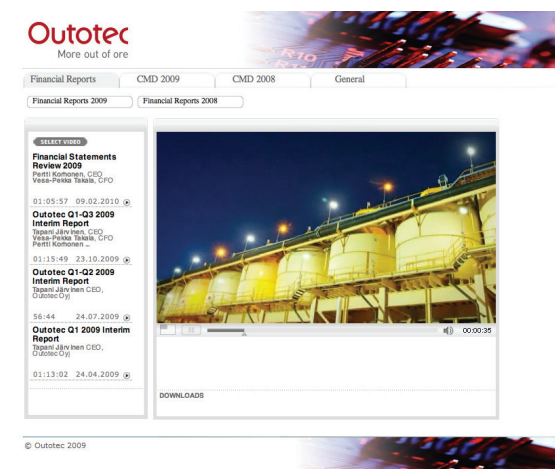 Outotec
More out of ore
Financial Reports CMD 2009 CMD 2008 General
Financial Reports 2009 Financial Reports 2008
SELECT VIDEO
Financial Statements
Review 2009
Pertti Korhonen, CEO
Vesa-Pekka Takala, CFO
01:05:57 09.02.2010
Outotec Q1-Q3 2009
Interim Report
Tapani Järvinen, CEO
Vesa-Pekka Takala, CFO
Pertti Korhonen ...
01:15:49 23.10.2009
Outotec Q1-Q2 2009
Interim Report
Tapani Järvinen CEO,
Outotec Oyj
56:44 24.07.2009
Outotec Q1 2009 Interim
Report
Tapani Järvinen CEO,
Outotec Oyj
01:13:02 24.04.2009
00:00:35
DOWNLOADS
© Outotec 2009